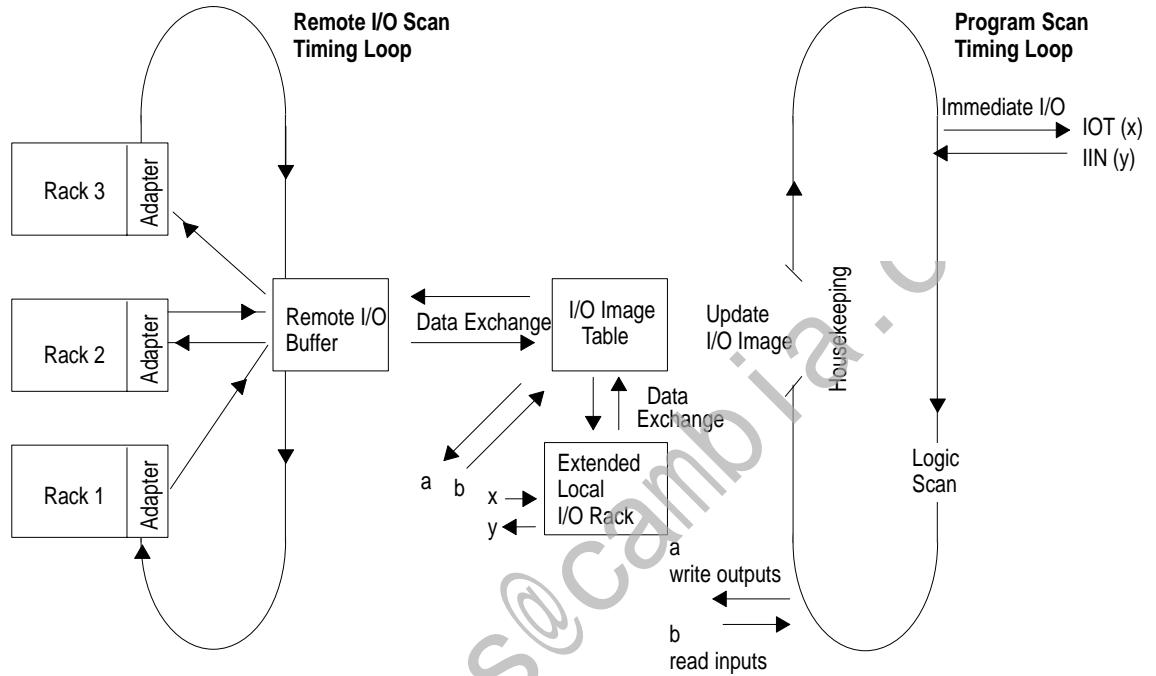 Remote I/O Scan
Timing Loop
Program Scan
Timing Loop
Immediate I/O
IOT (x)
IIN (y)
Rack 3
Adapter
Rack 2
Adapter
Rack 1
Adapter
Remote I/O
Buffer
Data Exchange
I/O Image
Table
Update
I/O Image
Housekeeping
Data
Exchange
Extended
Local
I/O Rack
a
b
x
y
Logic
Scan
a
write outputs
b
read inputs
s@cambia.c